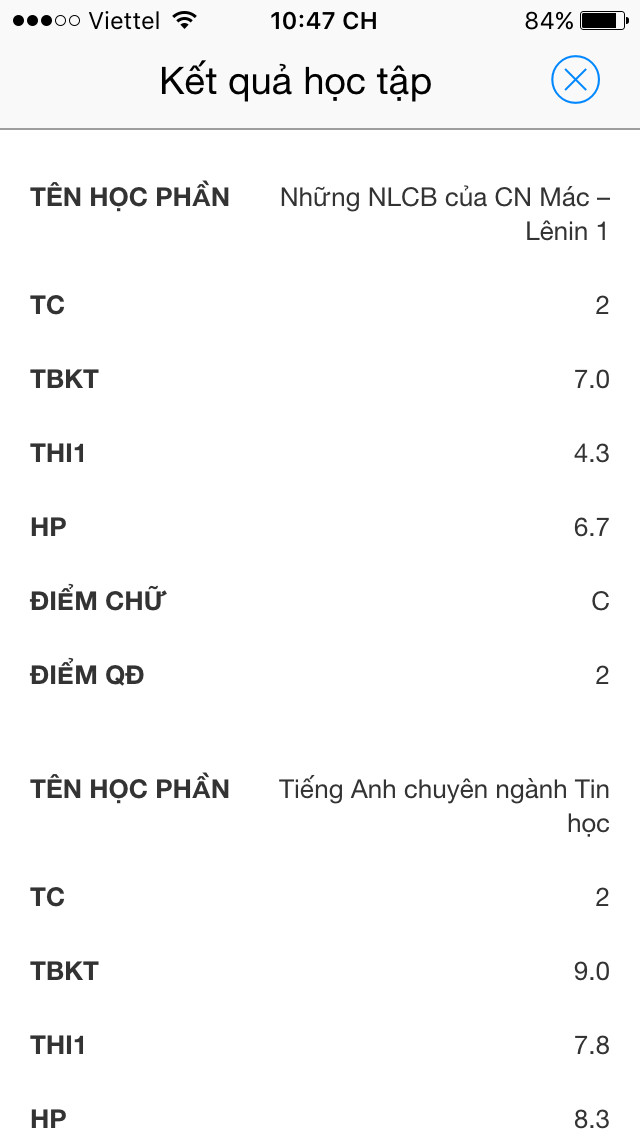 Viettel 10:47 CH 84%
Kết quả học tập
TÊN HỌC PHẦN Những NLCB của CN Mác –
Lênin 1
TC 2
TBKT 7.0
THI1 4.3
HP 6.7
ĐIỂM CHỮ C
ĐIỂM QĐ 2
TÊN HỌC PHẦN Tiếng Anh chuyên ngành Tin
học
TC 2
TBKT 9.0
THI1 7.8
HP 8.3